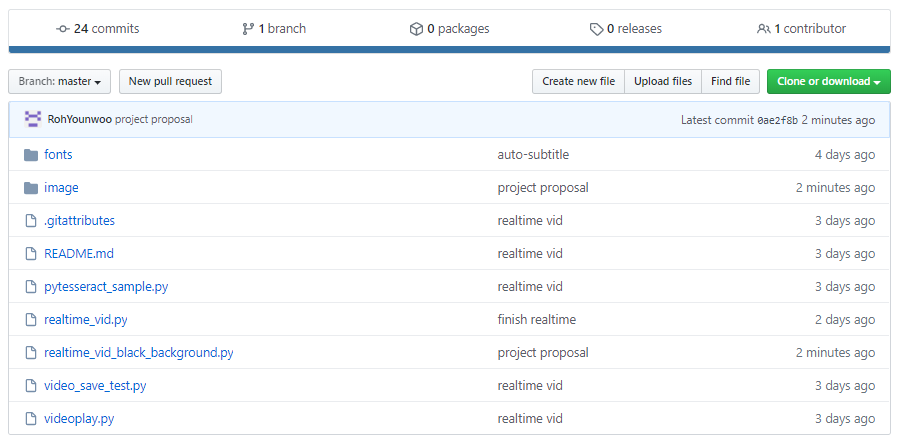 24 commits 1 branch 0 packages 0 releases 1 contributor
Branch: master New pull request Create new file Upload files Find file Clone or download
RohYounwoo project proposal Latest commit 0ae2f8b 2 minutes ago
fonts auto-subtitle 4 days ago
image project proposal 2 minutes ago
.gitattributes realtime vid 3 days ago
README.md realtime vid 3 days ago
pytesseract_sample.py realtime vid 3 days ago
realtime_vid.py finish realtime 2 days ago
realtime_vid_black_background.py project proposal 2 minutes ago
video_save_test.py realtime vid 3 days ago
videoplay.py realtime vid 3 days ago